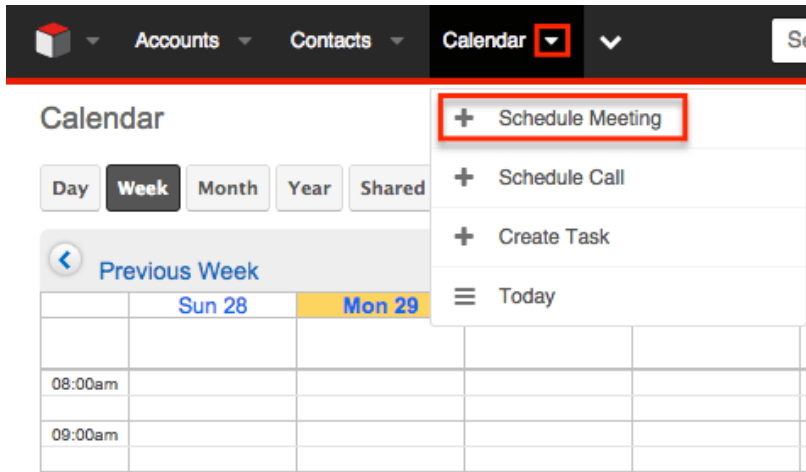 Accounts Contacts Calendar Se
Calendar
Schedule Meeting
Schedule Call
Create Task
Today
Day Week Month Year Shared
Previous Week
Sun 28 Mon 29
08:00am
09:00am